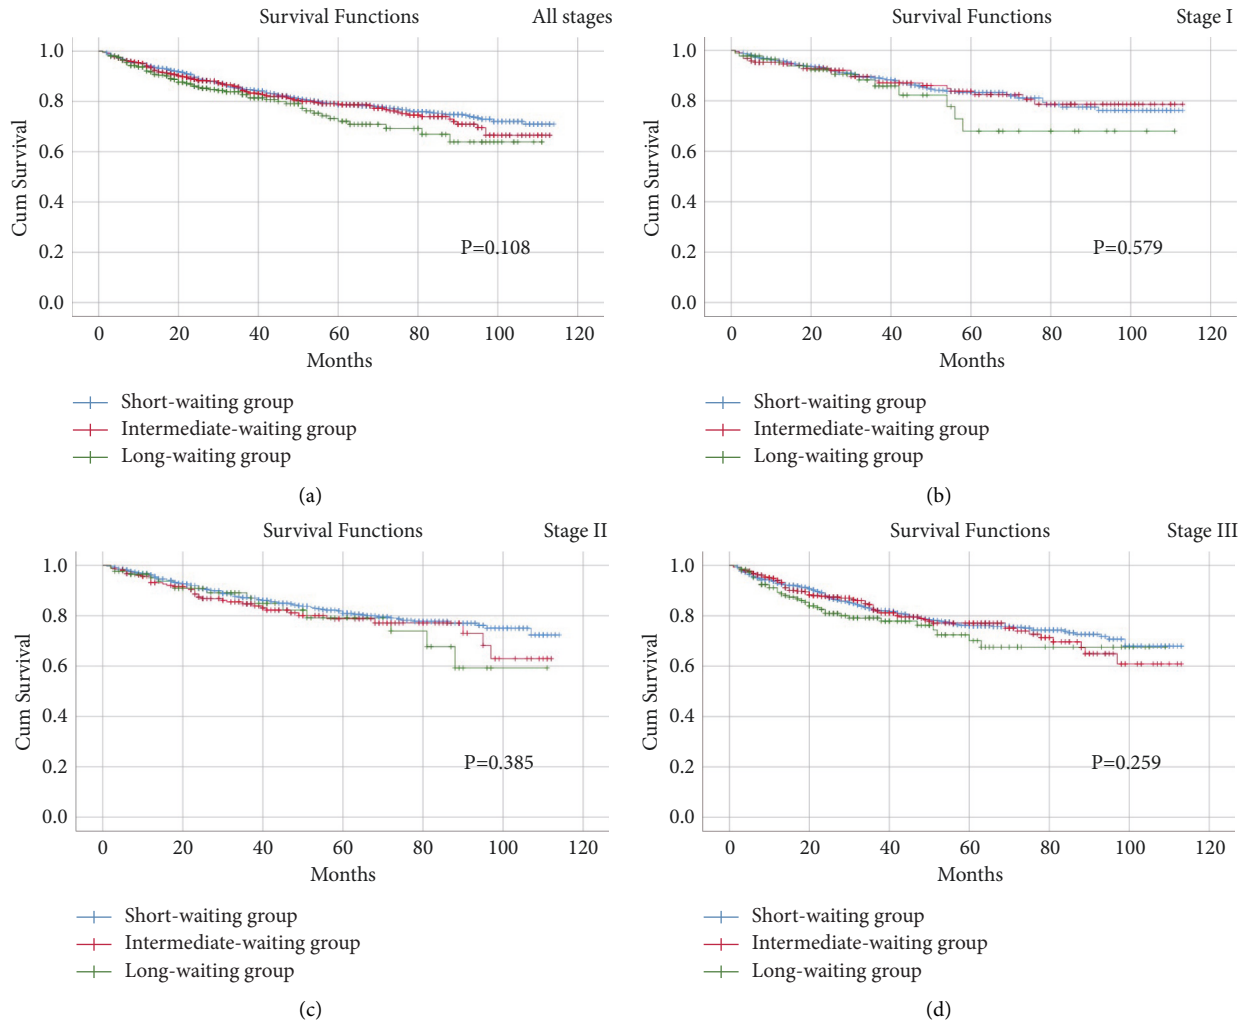 Survival Functions All stages
1.0
0.8
0.6
0.4
0.2
0.0
Cum Survival
P=0.108
0 20 40 60 80 100 120
Months
Short-waiting group
Intermediate-waiting group
Long-waiting group
(a)
Survival Functions Stage I
1.0
0.8
0.6
0.4
0.2
0.0
Cum Survival
P=0.579
0 20 40 60 80 100 120
Months
Short-waiting group
Intermediate-waiting group
Long-waiting group
(b)
Survival Functions Stage II
1.0
0.8
0.6
0.4
0.2
0.0
Cum Survival
P=0.385
0 20 40 60 80 100 120
Months
Short-waiting group
Intermediate-waiting group
Long-waiting group
(c)
Survival Functions Stage III
1.0
0.8
0.6
0.4
0.2
0.0
Cum Survival
P=0.259
0 20 40 60 80 100 120
Months
Short-waiting group
Intermediate-waiting group
Long-waiting group
(d)